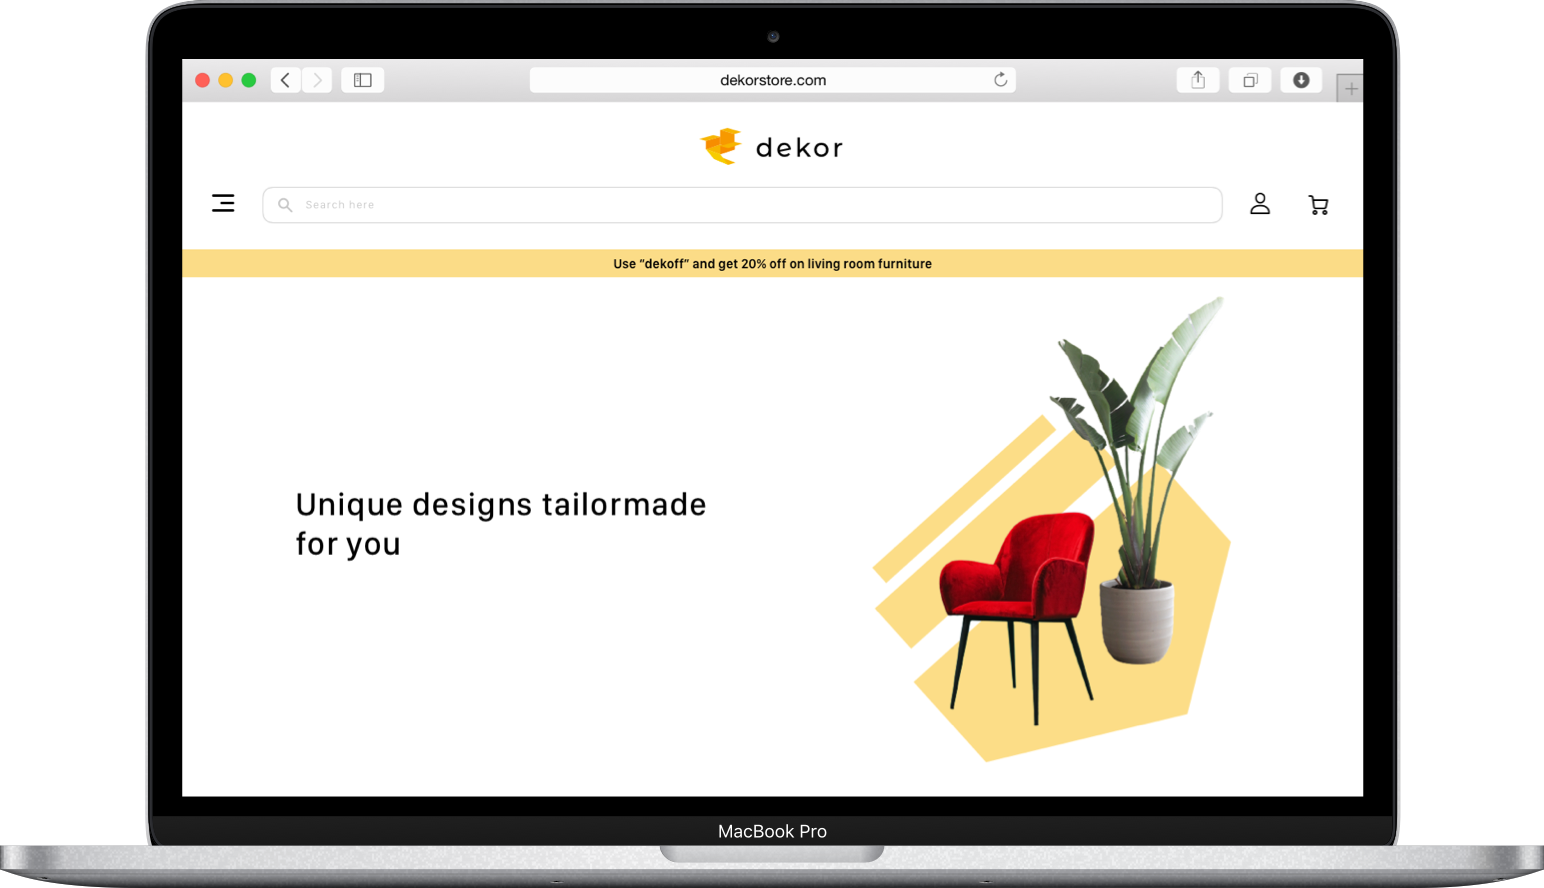 dekorstore.com
dekor
Search here
Use “dekoff” and get 20% off on living room furniture
Unique designs tailormade
for you
MacBook Pro